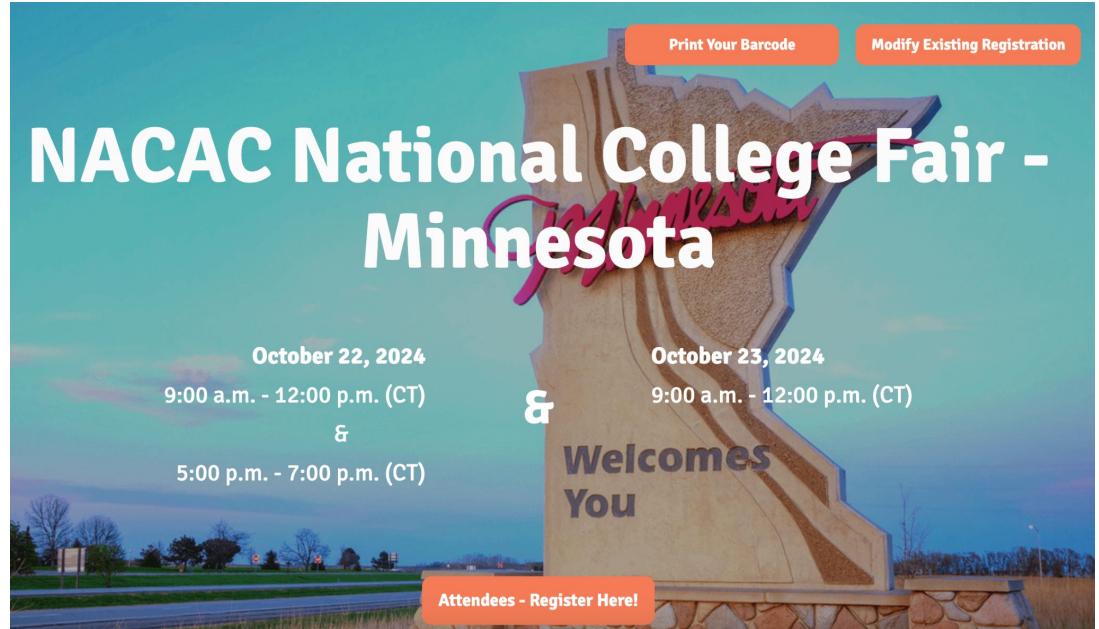 Print Your Barcode
Modify Existing Registration
NACAC National College Fair -
Minnesota
Minnesota
October 22, 2024
9:00 a.m. - 12:00 p.m. (CT)
&
5:00 p.m. - 7:00 p.m. (CT)
&
October 23, 2024
9:00 a.m. - 12:00 p.m. (CT)
Welcomes
You
Attendees - Register Here!